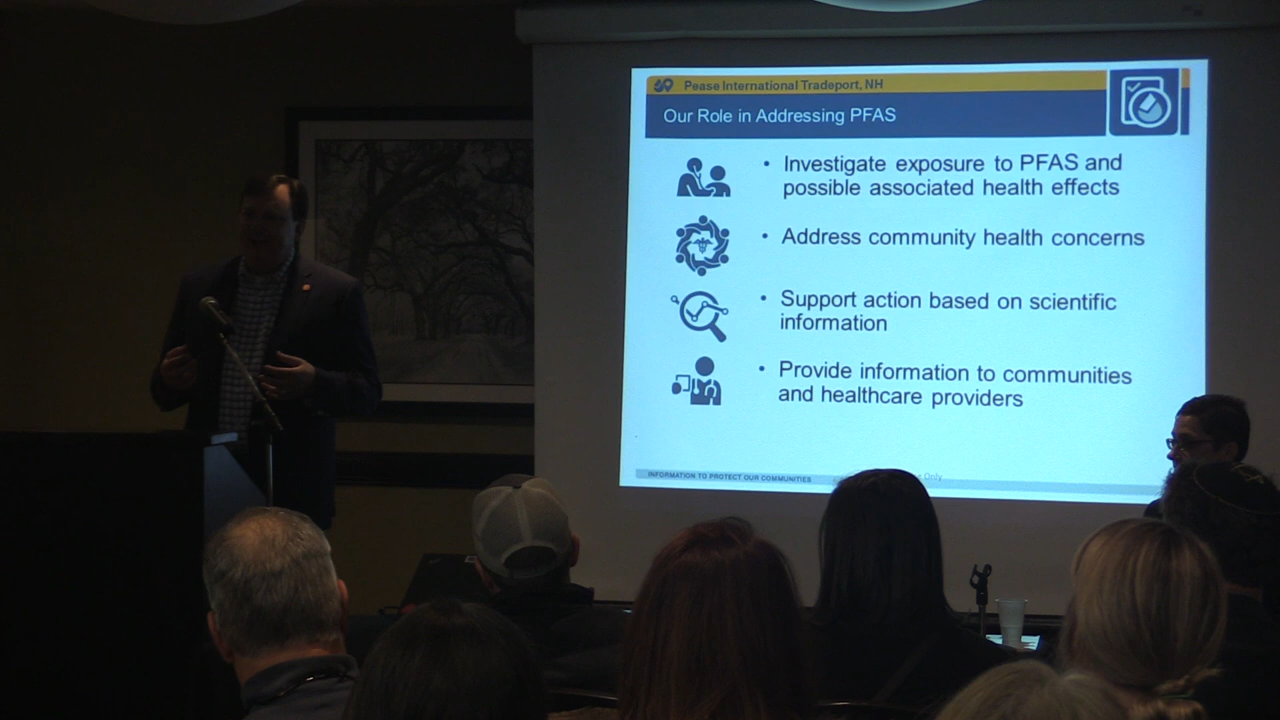 Pease International Tradeport, NH
Our Role in Addressing PFAS
• Investigate exposure to PFAS and
possible associated health effects
• Address community health concerns
• Support action based on scientific
information
• Provide information to communities
and healthcare providers
INFORMATION TO PROTECT OUR COMMUNITIES
Only